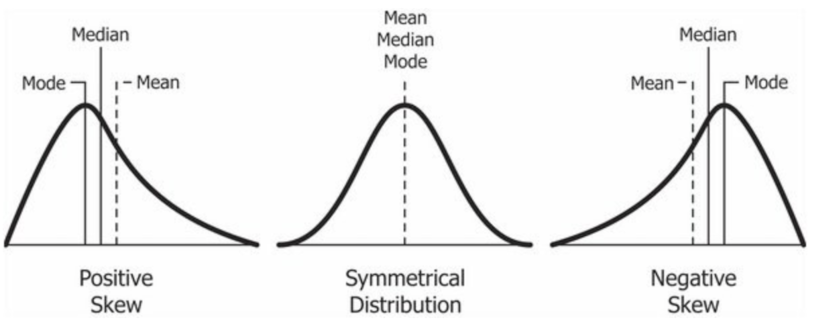 Median
Mode
Mean
Positive
Skew
Mean
Median
Mode
Symmetrical
Distribution
Median
Mean
Mode
Negative
Skew